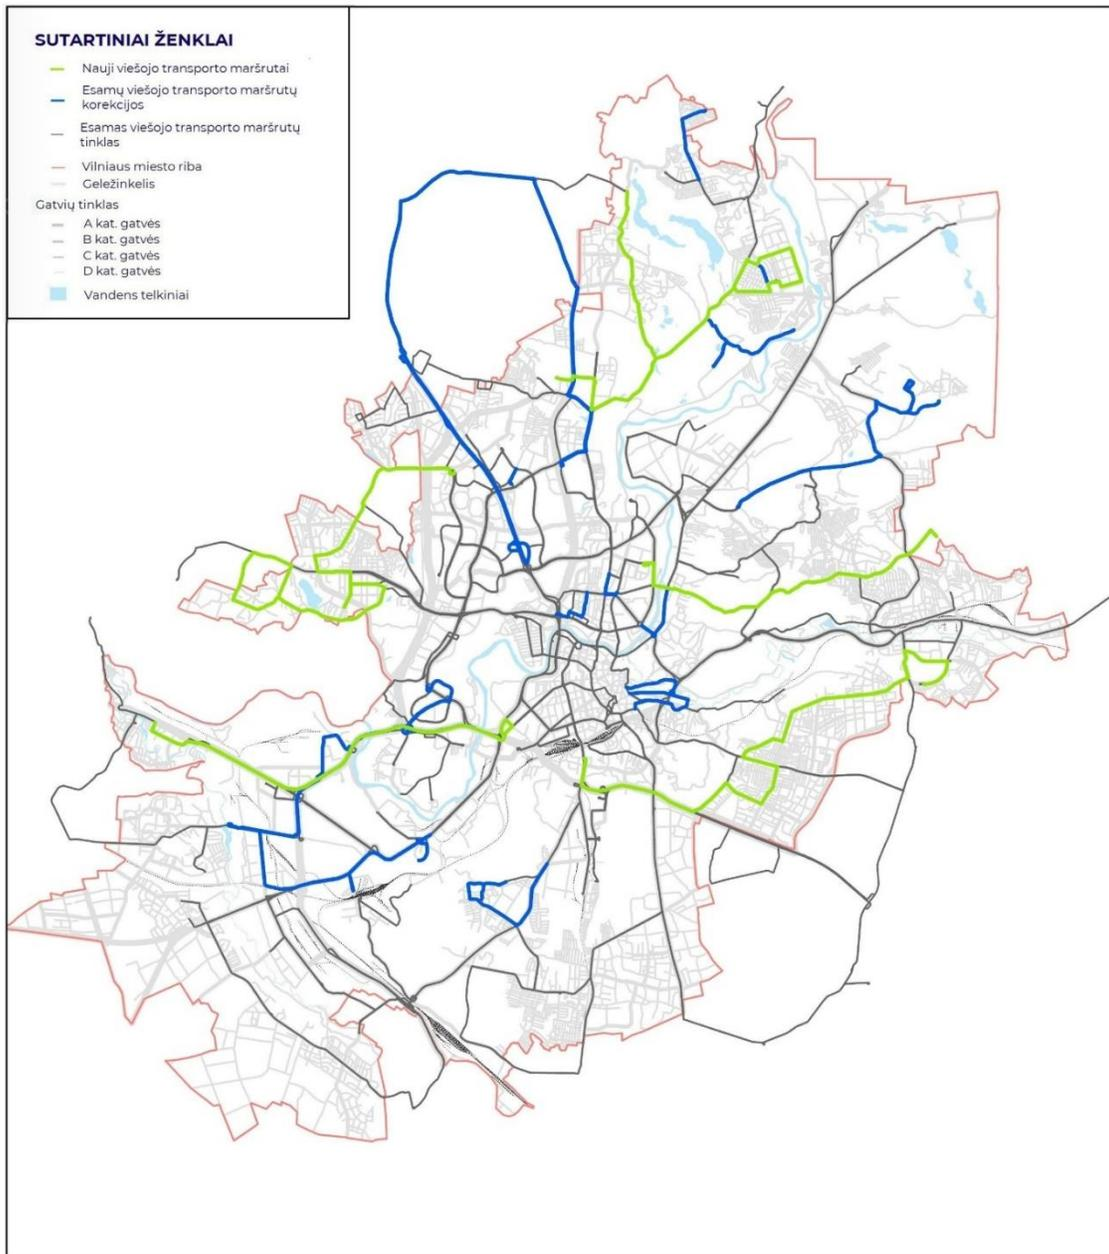 SUTARTINIAI ŽENKLAI
Nauji viešojo transporto maršrutai
Esamų viešojo transporto maršrutų
korekcijos
Esamas viešojo transporto maršrutų
tinklas
Vilniaus miesto riba
Geležinkelis
Gatvių tinklas
A kat. gatvės
B kat. gatvės
C kat. gatvės
D kat. gatvės
Vandens telkiniai